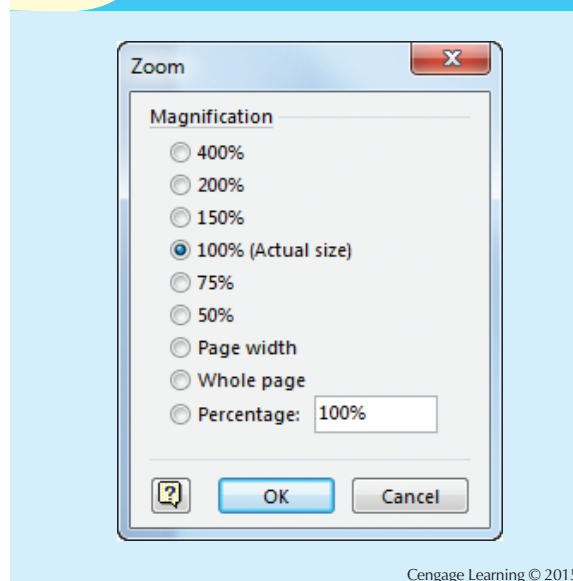 Zoom
Magnification
400%
200%
150%
100% (Actual size)
75%
50%
Page width
Whole page
Percentage: 100%
OK Cancel
Cengage Learning © 2015